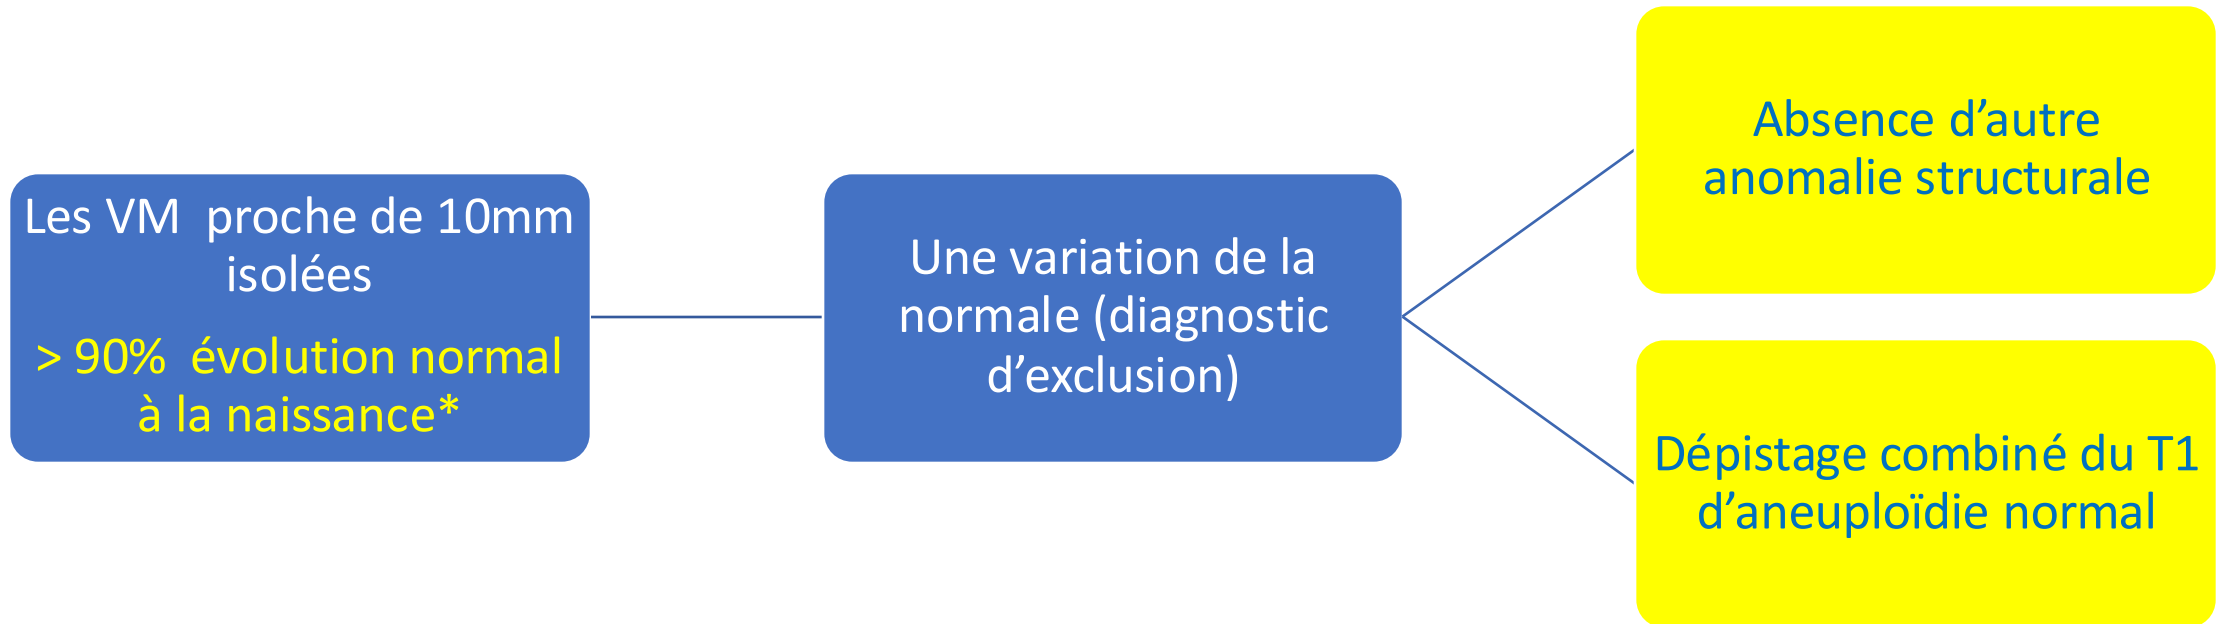 Les VM  proche de 10mm
isolées
> 90%  évolution normal
à la naissance*
Une variation de la
normale (diagnostic
d’exclusion)
Absence d’autre
anomalie structurale
Dépistage combiné du T1
d’aneuploïdie normal